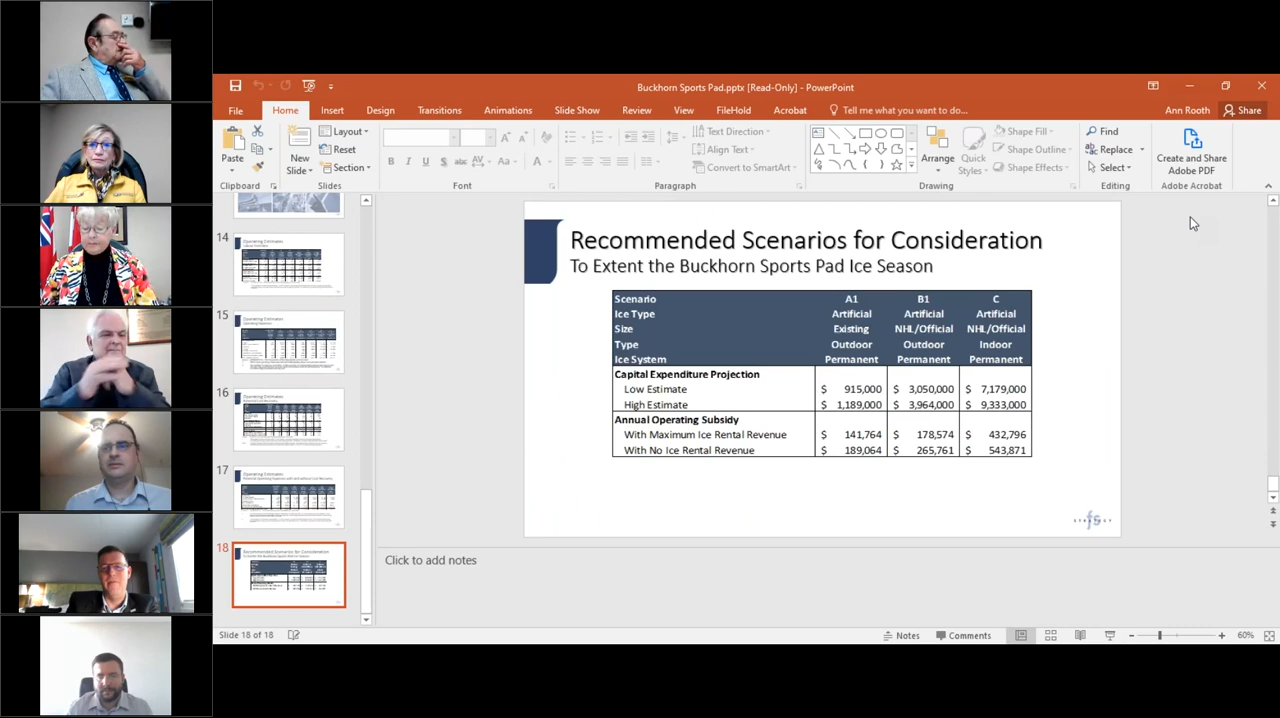 Buckhorn Sports Pad.pptx [Read-Only] - PowerPoint
File Home Insert Design Transitions Animations Slide Show Review View FileHold Acrobat Tell me what you want to do... Ann Rooth Share
Paste
Clipboard
New Slide
Layout
Reset
Section
Slides
B I U S abc AV Aa A
Font
Text Direction
Align Text
Convert to SmartArt
Paragraph
Arrange
Quick Styles
Shape Fill
Shape Outline
Shape Effects
Drawing
Find
Replace
Select
Editing
Create and Share Adobe PDF
Adobe Acrobat
14
15
16
17
18
Recommended Scenarios for Consideration
To Extent the Buckhorn Sports Pad Ice Season
Scenario A1 B1 C
Ice Type Artificial Artificial Artificial
Size Existing NHL/Official NHL/Official
Type Outdoor Outdoor Indoor
Ice System Permanent Permanent Permanent
Capital Expenditure Projection
Low Estimate $ 915,000 $ 3,050,000 $ 7,179,000
High Estimate $ 1,189,000 $ 3,964,000 $ 9,333,000
Annual Operating Subsidy
With Maximum Ice Rental Revenue $ 141,764 $ 178,574 $ 432,796
With No Ice Rental Revenue $ 189,064 $ 265,761 $ 543,871
Click to add notes
Slide 18 of 18 Notes Comments 60%